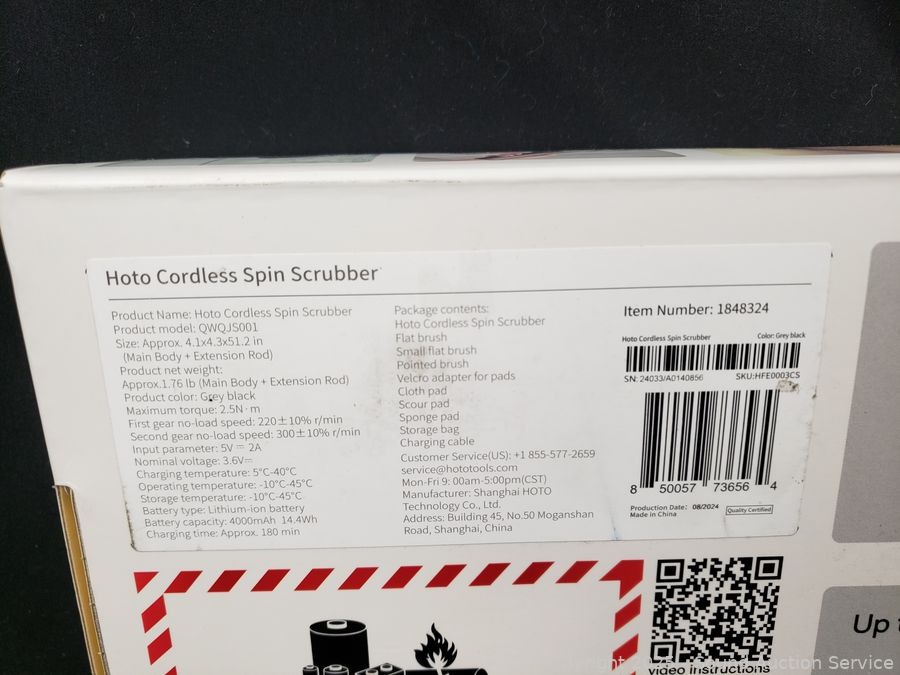 Hoto Cordless Spin Scrubber
Product Name: Hoto Cordless Spin Scrubber
Product model: QWQJS001
Size: Approx. 4.1x4.3x51.2 in
(Main Body + Extension Rod)
Product net weight:
Approx.1.76 lb (Main Body + Extension Rod)
Product color: Grey black
Maximum torque: 2.5N·m
First gear no-load speed: 220±10% r/min
Second gear no-load speed: 300±10% r/min
Input parameter: 5V⎓2A
Nominal voltage: 3.6V⎓
Charging temperature: 5°C-40°C
Operating temperature: -10°C-45°C
Storage temperature: -10°C-45°C
Battery type: Lithium-ion battery
Battery capacity: 4000mAh 14.4Wh
Charging time: Approx. 180 min
Package contents:
Hoto Cordless Spin Scrubber
Flat brush
Small flat brush
Pointed brush
Velcro adapter for pads
Cloth pad
Scour pad
Sponge pad
Storage bag
Charging cable
Customer Service(US): +1 855-577-2659
service@hototools.com
Mon-Fri 9: 00am-5:00pm(CST)
Manufacturer: Shanghai HOTO
Technology Co., Ltd.
Address: Building 45, No.50 Moganshan
Road, Shanghai, China
Item Number: 1848324
Hoto Cordless Spin Scrubber Color: Grey black
SN: 24033/A0140856 SKU:HFE0003CS
8 50057 73656 4
Production Date: 08/2024
Made in China
Quality Certified
Up
video instructions
Auction Service